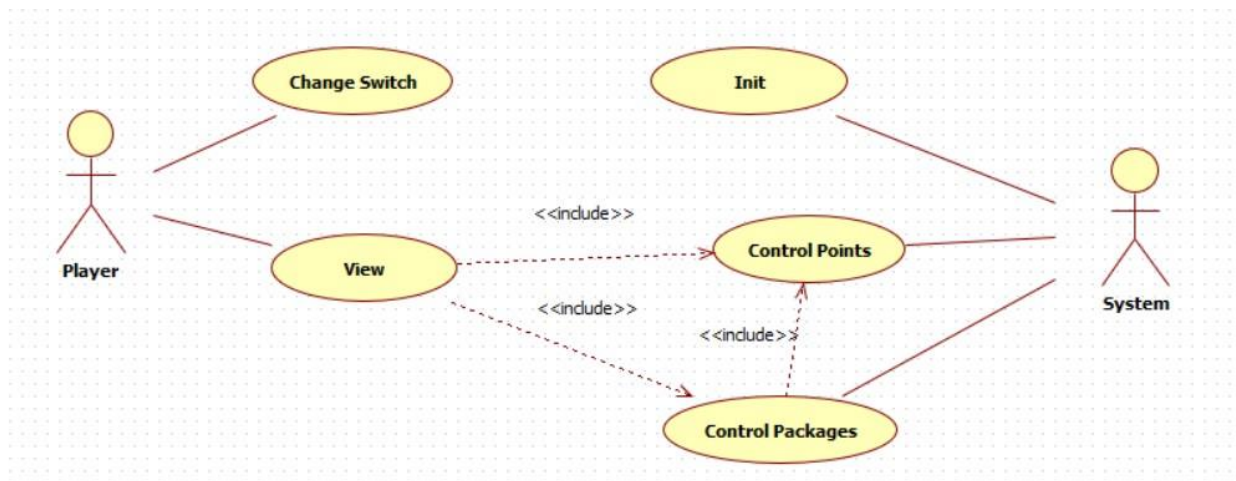 Change Switch
Init
Player
<<include>>
View
Control Points
<<include>>
System
<<include>>
Control Packages